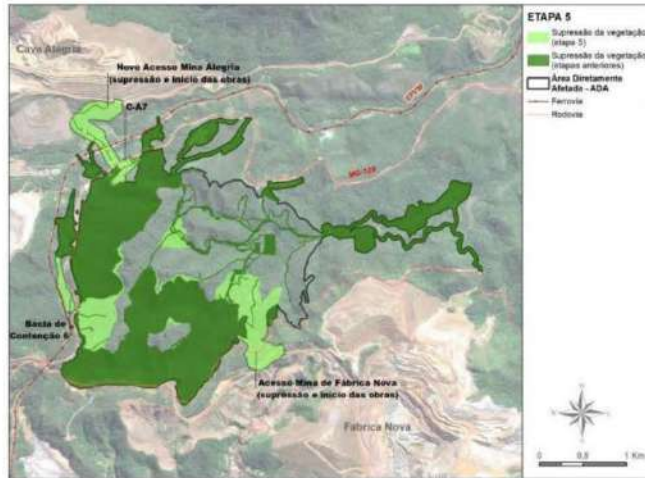 Cava Alegria
Novo Acesso Mina Alegria
(supressão e início das obras)
C-A7
EFVM
MG-129
Bacia de
Contenção 6
Acesso Mina de Fábrica Nova
(supressão e início das obras)
Fábrica Nova
ETAPA 5
Supressão da vegetação
(etapa 5)
Supressão da vegetação
(etapas anteriores)
Área Diretamente
Afetada - ADA
Ferrovia
Rodovia
N
0 0,5 1 Km